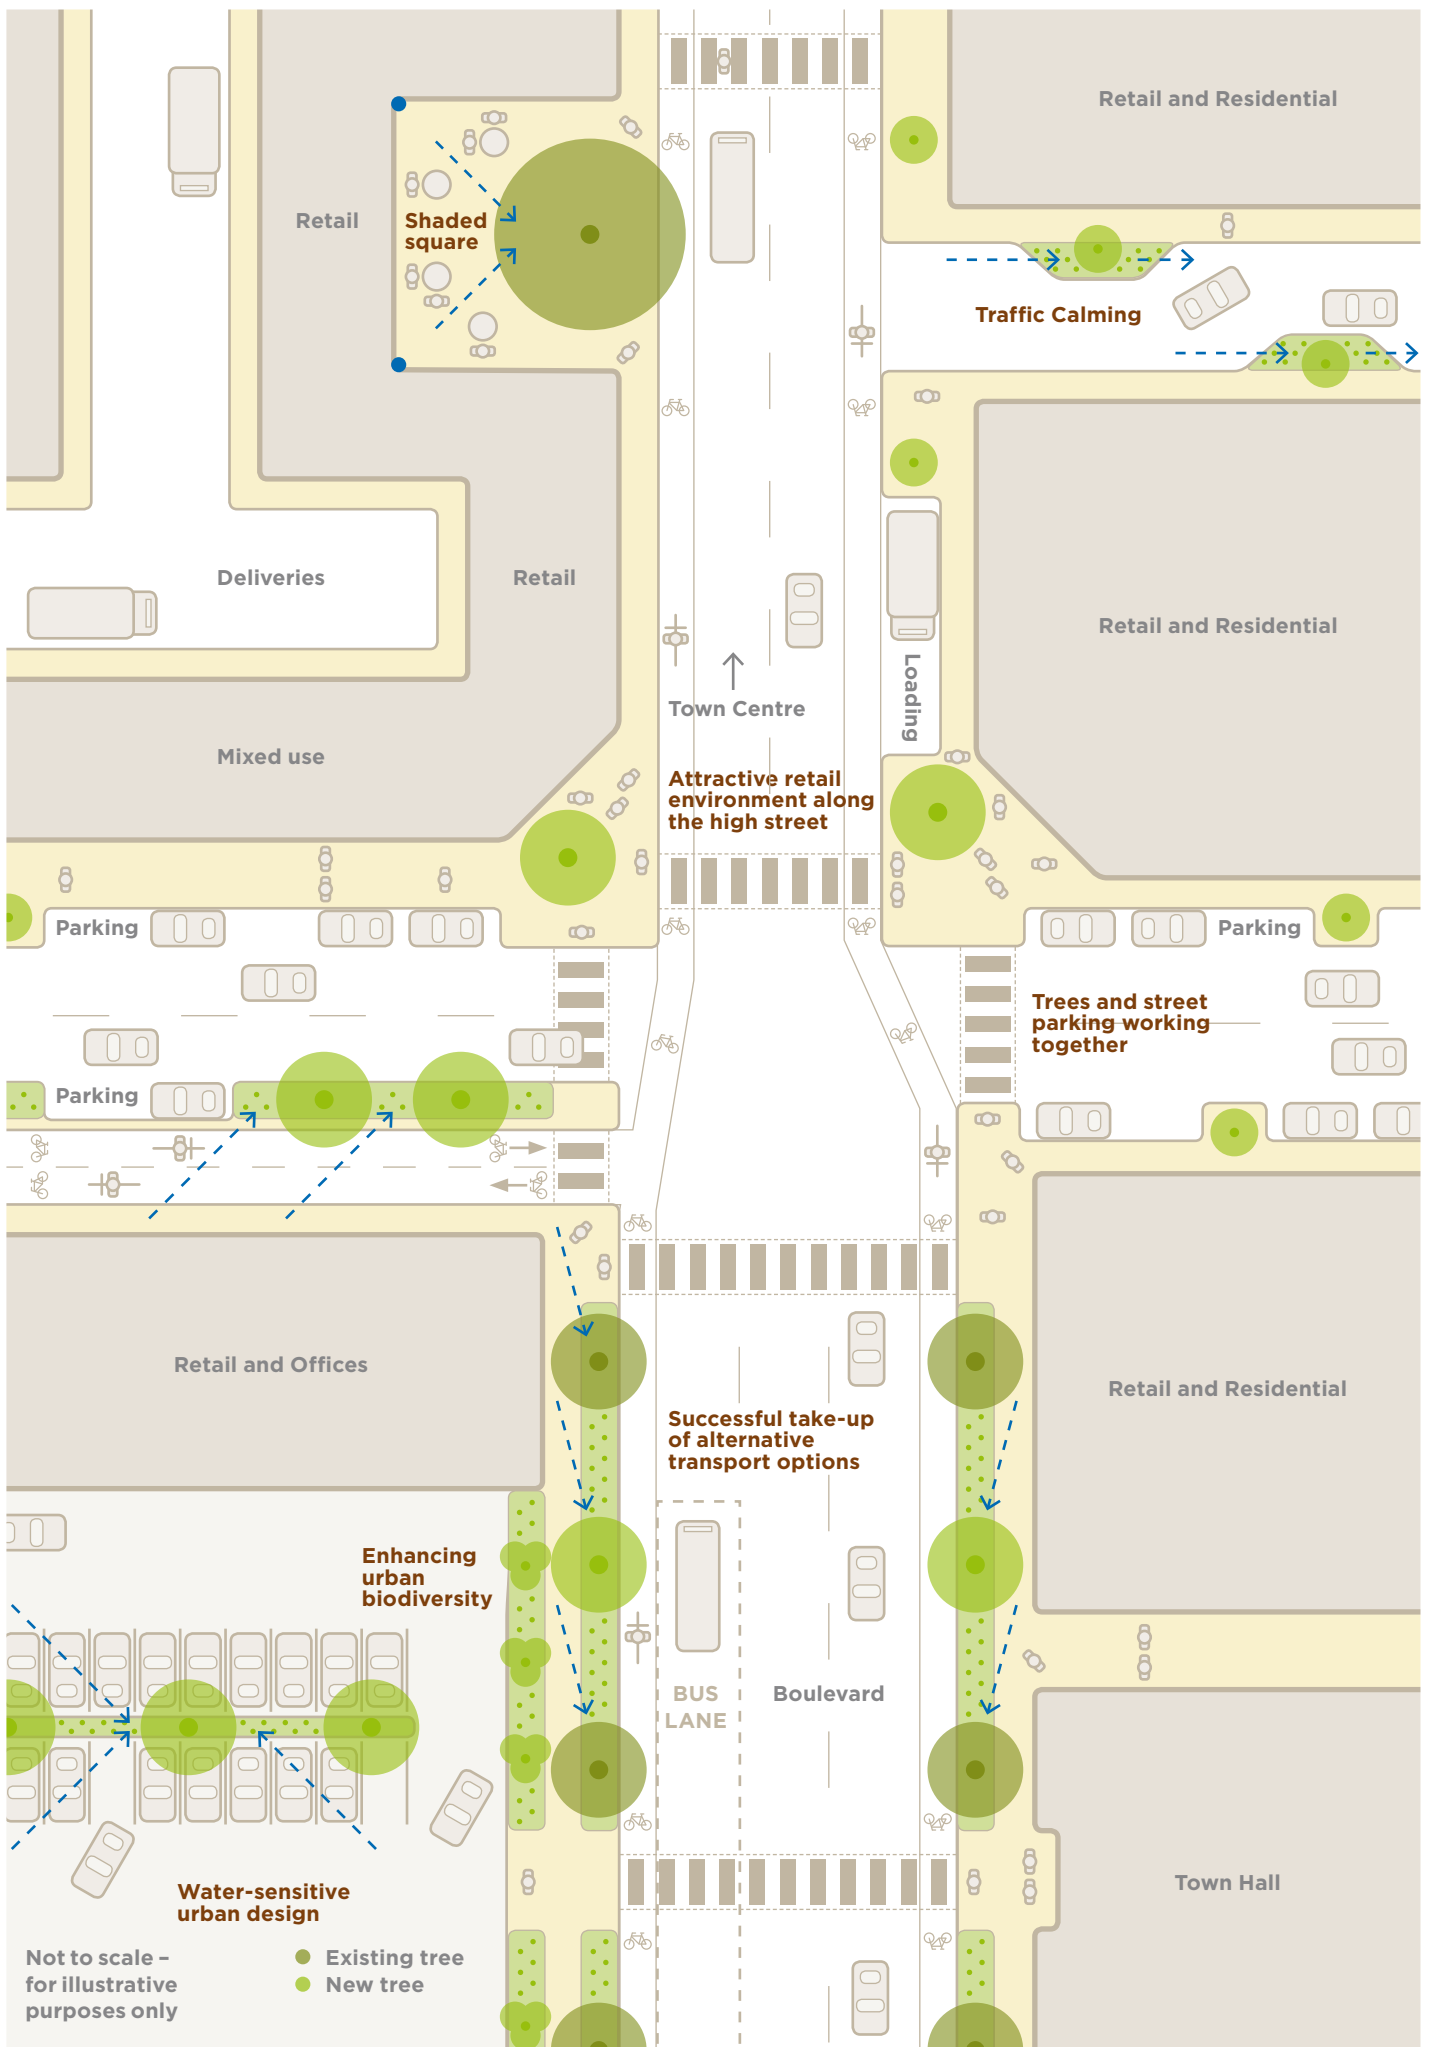 Retail and Residential
Retail
Shaded
square
Traffic Calming
Deliveries
Retail
Retail and Residential
Loading
Town Centre
Mixed use
Attractive retail
environment along
the high street
Parking
Parking
Trees and street
parking working
together
Parking
Retail and Offices
Retail and Residential
Successful take-up
of alternative
transport options
Enhancing
urban
biodiversity
BUS
LANE
Boulevard
Town Hall
Water-sensitive
urban design
Not to scale –
for illustrative
purposes only
Existing tree
New tree